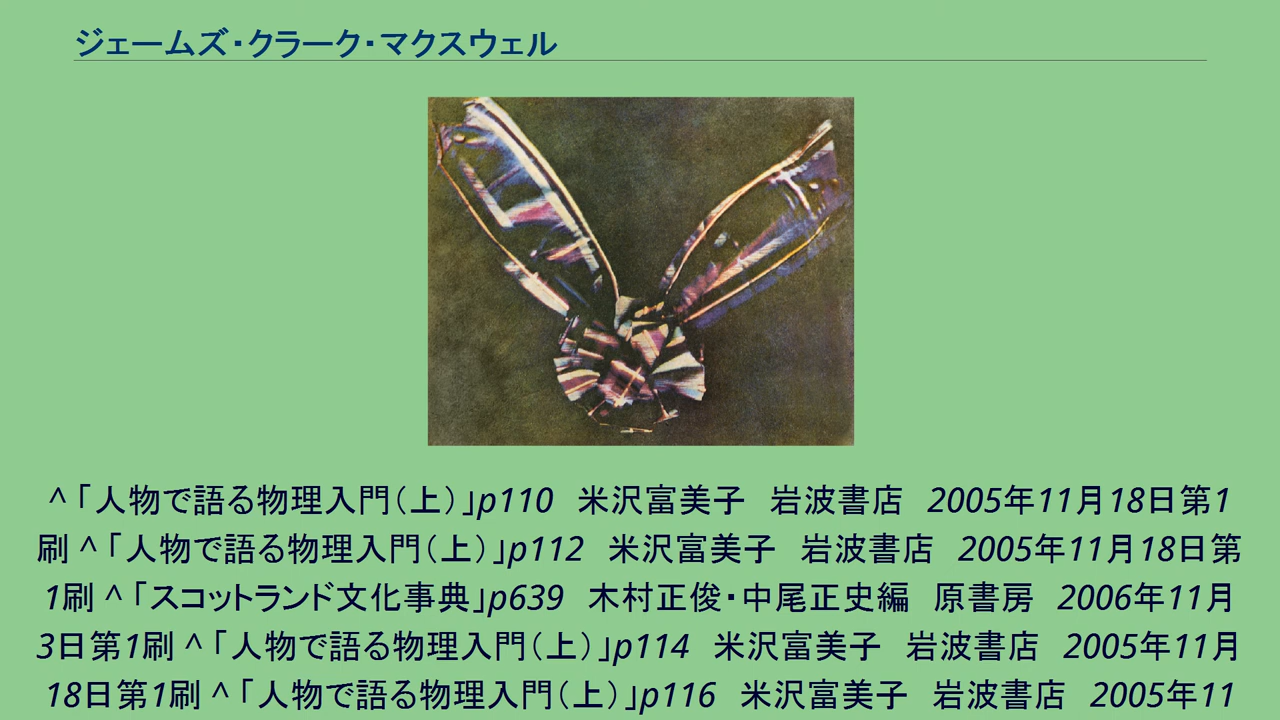 ジェームズ・クラーク・マクスウェル
^ 「人物で語る物理入門（上）」p110　米沢富美子　岩波書店　2005年11月18日第1
刷 ^ 「人物で語る物理入門（上）」p112　米沢富美子　岩波書店　2005年11月18日第
1刷 ^ 「スコットランド文化事典」p639　木村正俊・中尾正史編　原書房　2006年11月
3日第1刷 ^ 「人物で語る物理入門（上）」p114　米沢富美子　岩波書店　2005年11月
18日第1刷 ^ 「人物で語る物理入門（上）」p116　米沢富美子　岩波書店　2005年11